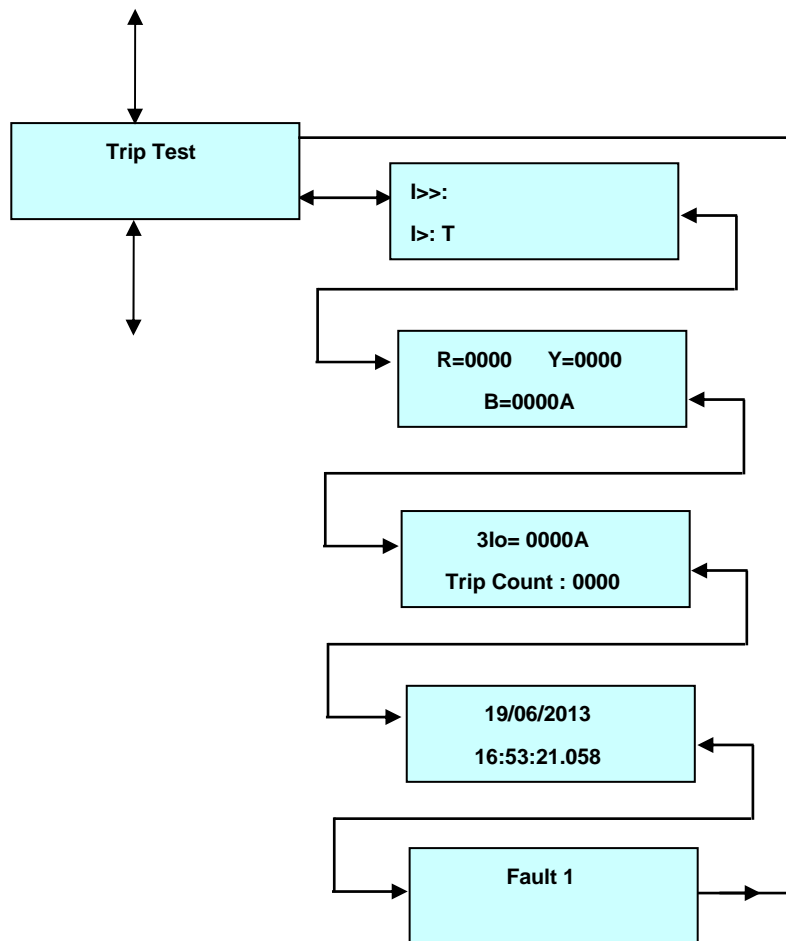 Trip Test
I>>:
I>: T
R=0000 Y=0000
B=0000A
3Io= 0000A
Trip Count : 0000
19/06/2013
16:53:21.058
Fault 1